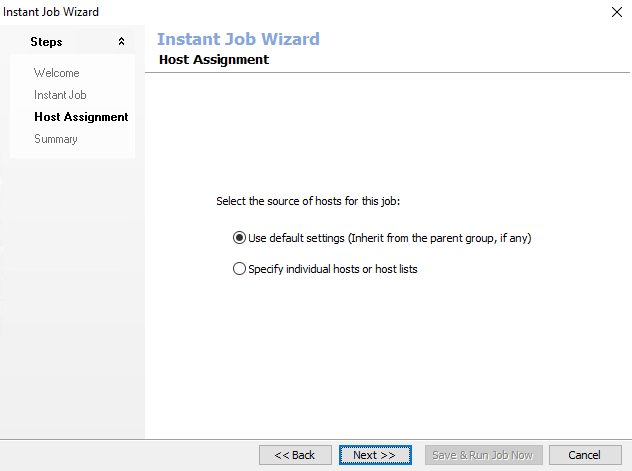 Instant Job Wizard
Steps
Welcome
Instant Job
Host Assignment
Summary
Instant Job Wizard
Host Assignment
Select the source of hosts for this job:
Use default settings (Inherit from the parent group, if any)
Specify individual hosts or host lists
<< Back
Next >>
Save & Run Job Now
Cancel